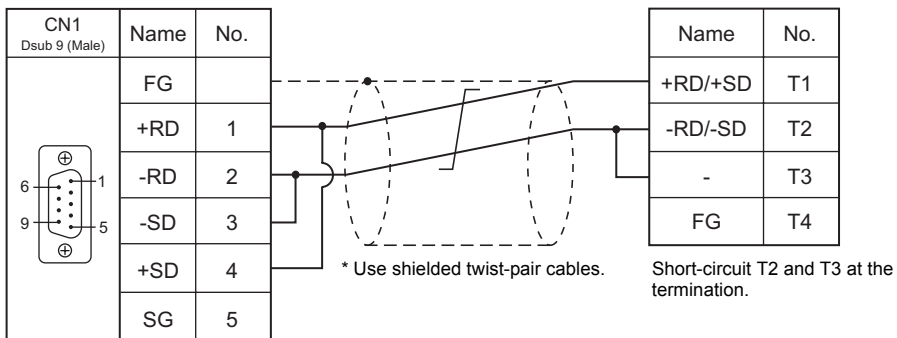 CN1
Dsub 9 (Male)
Name No.
FG
+RD 1
-RD 2
-SD 3
+SD 4
SG 5
6
1
9
5
* Use shielded twist-pair cables.
Name No.
+RD/+SD T1
-RD/-SD T2
- T3
FG T4
Short-circuit T2 and T3 at the
termination.